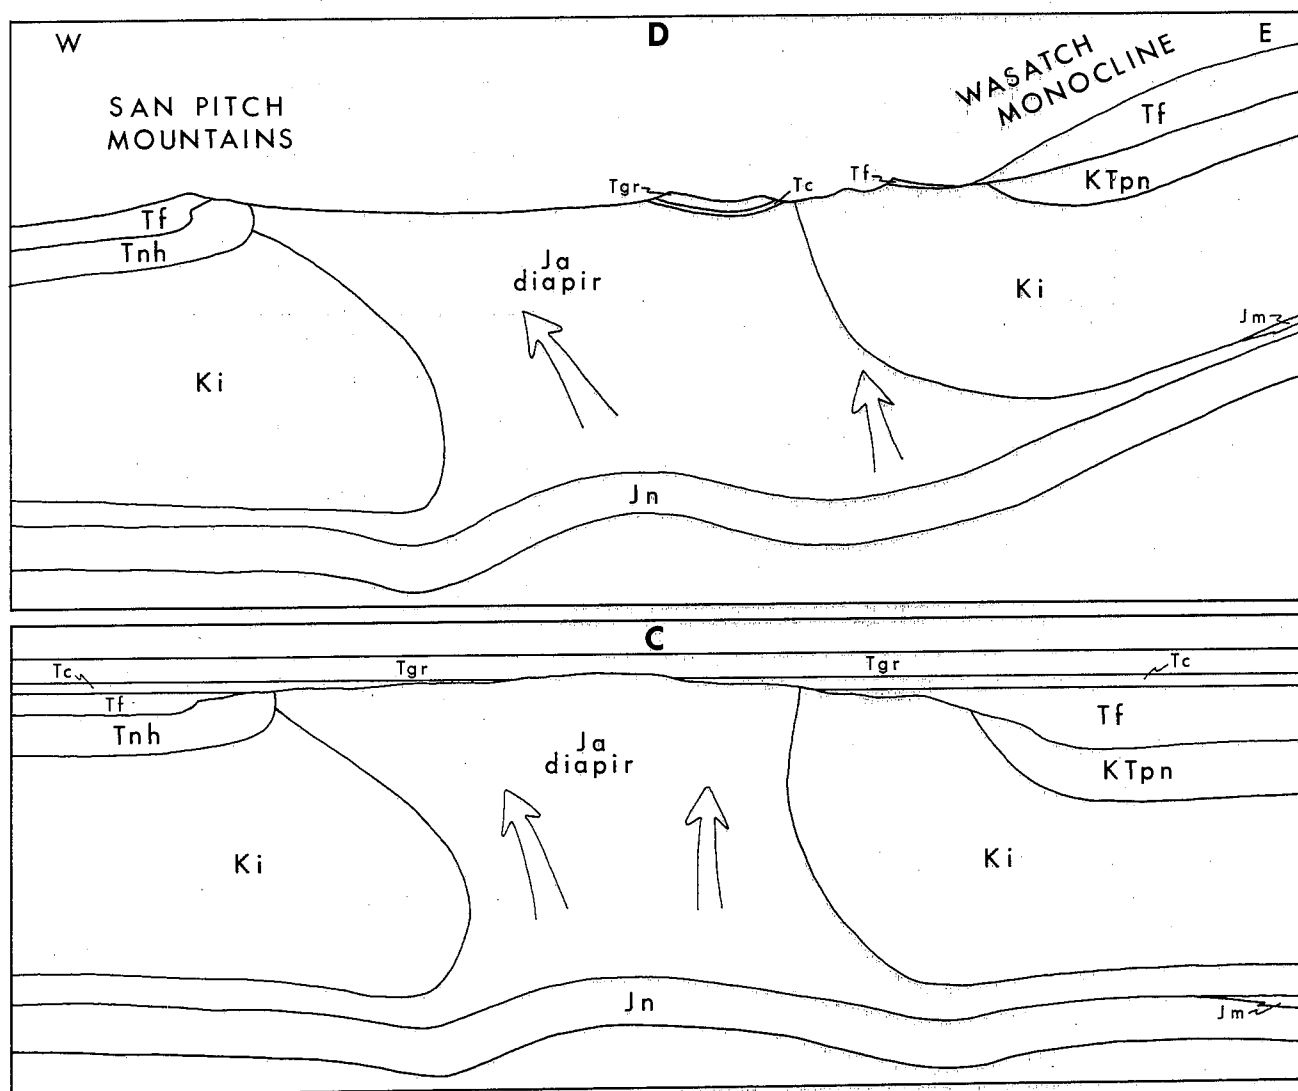 W
D
E
SAN PITCH
MOUNTAINS
WASATCH
MONOCLINE
Tf
KTpn
Tgr
Tc
Tf
Tf
Tnh
Ja
diapir
Ki
Jm
Ki
Jn
C
Tc
Tgr
Tgr
Tc
Tf
Tnh
Tf
Ja
diapir
KTpn
Ki
Ki
Jn
Jm